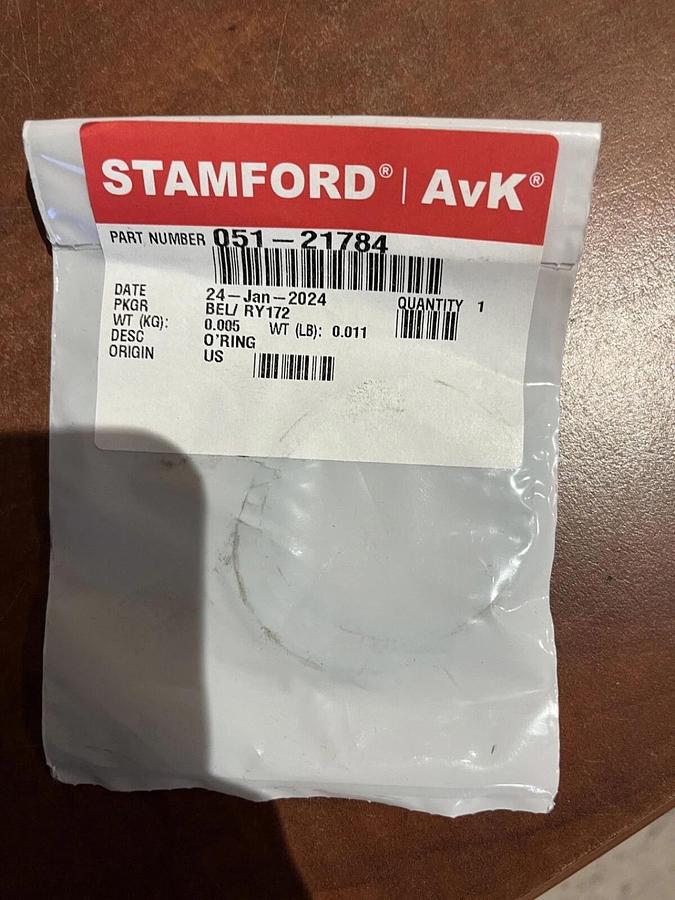 STAMFORD® | AvK®
PART NUMBER 051-21784
DATE 24-Jan-2024 QUANTITY 1
PKGR BEL/ RY172
WT (KG): 0.005 WT (LB): 0.011
DESC O'RING
ORIGIN US